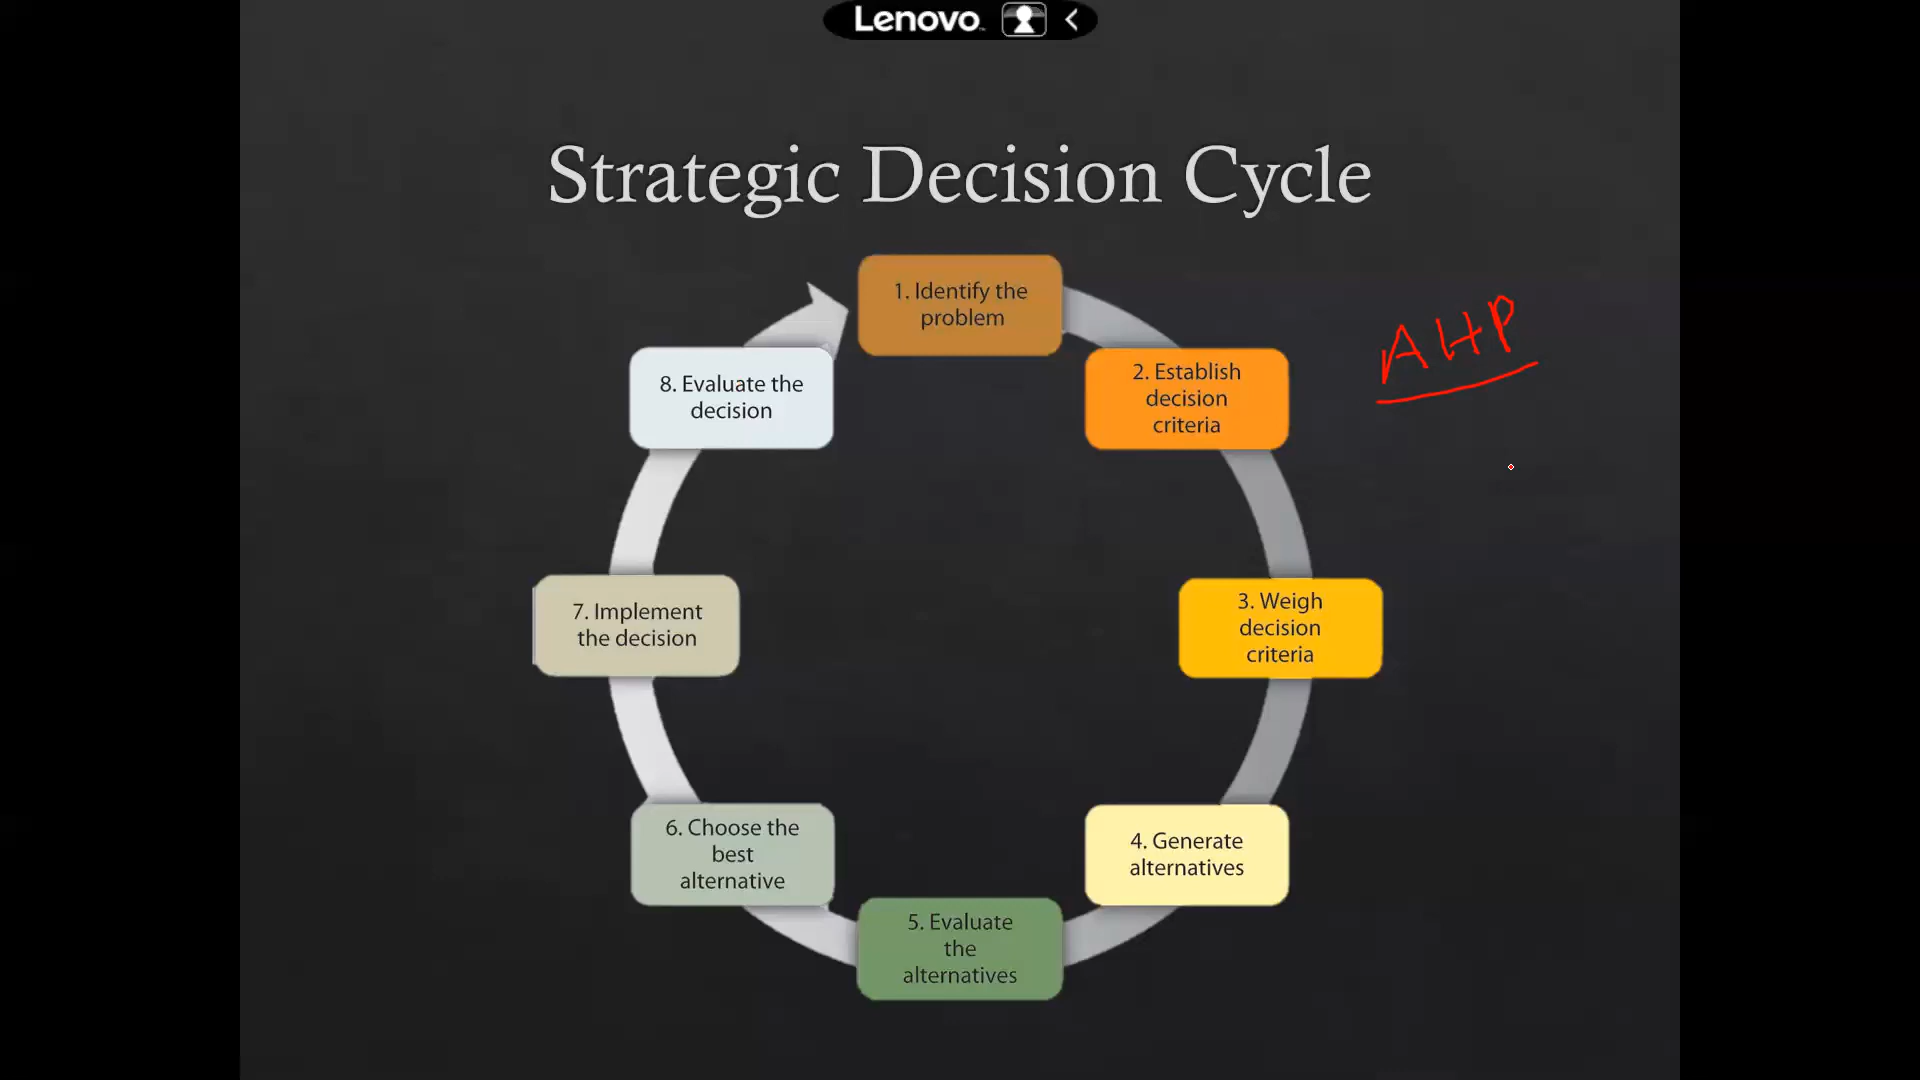 Lenovo
Strategic Decision Cycle
1. Identify the
problem
2. Establish
decision
criteria
AHP
3. Weigh
decision
criteria
4. Generate
alternatives
5. Evaluate
the
alternatives
6. Choose the
best
alternative
7. Implement
the decision
8. Evaluate the
decision